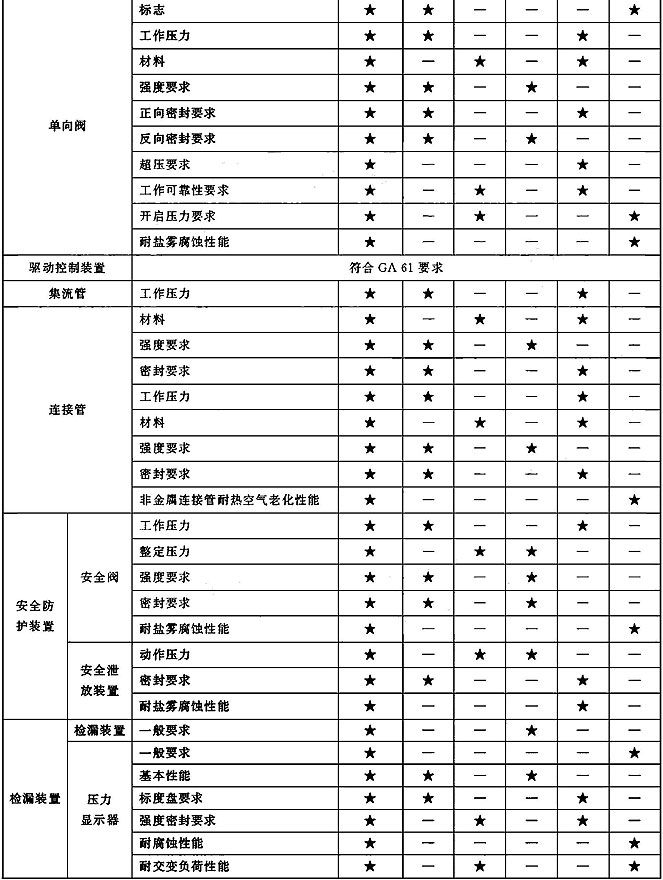 单向阀
标志 ★ ★ — — — ★
工作压力 ★ ★ — — ★ —
材料 ★ — ★ — ★ —
强度要求 ★ ★ — ★ — —
正向密封要求 ★ ★ — — ★ —
反向密封要求 ★ ★ — ★ — —
超压要求 ★ — — — ★ —
工作可靠性要求 ★ — ★ — ★ —
开启压力要求 ★ — ★ — — ★
耐盐雾腐蚀性能 ★ — — — — ★
驱动控制装置 符合 GA 61 要求
集流管 工作压力 ★ ★ — — ★ —
连接管
材料 ★ — ★ — ★ —
强度要求 ★ ★ — ★ — —
密封要求 ★ ★ — — ★ —
工作压力 ★ ★ — — ★ —
材料 ★ — ★ — ★ —
强度要求 ★ ★ — ★ — —
密封要求 ★ ★ — — ★ —
非金属连接管耐热空气老化性能 ★ — — — — ★
安全防
护装置
安全阀
工作压力 ★ ★ — — ★ —
整定压力 ★ — ★ ★ — —
强度要求 ★ ★ — ★ — —
密封要求 ★ ★ — ★ — —
耐盐雾腐蚀性能 ★ — — — — ★
安全泄
放装置
动作压力 ★ — ★ ★ — —
密封要求 ★ ★ — — ★ —
耐盐雾腐蚀性能 ★ — — — ★ —
检漏装置
检漏装置 一般要求 ★ — — ★ — —
压力
显示器
一般要求 ★ — — — — ★
基本性能 ★ ★ — ★ — —
标度盘要求 ★ ★ — — ★ —
强度密封要求 ★ — ★ — ★ —
耐腐蚀性能 ★ — — — — ★
耐交变负荷性能 ★ — ★ — — ★